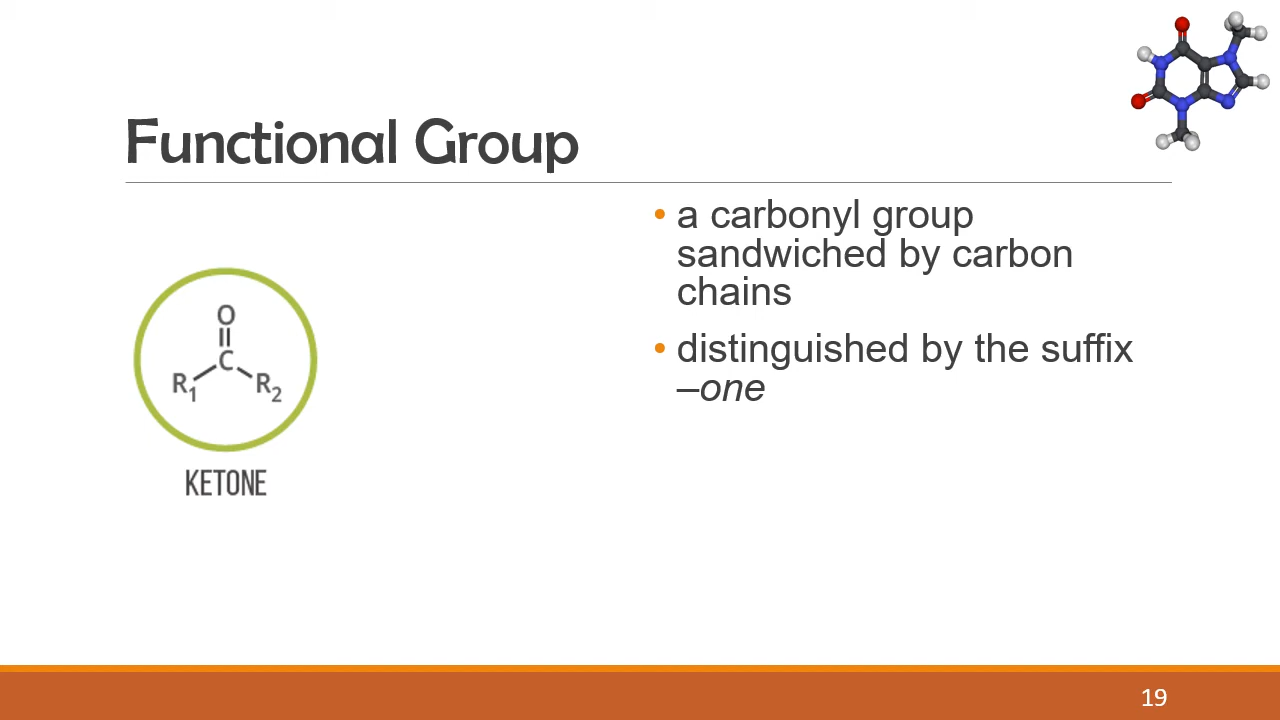 Functional Group
• a carbonyl group
sandwiched by carbon
chains
• distinguished by the suffix
–one
O
C
R1 R2
KETONE
19